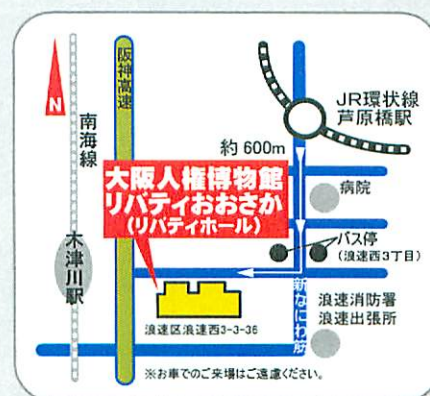 N
南海線
木津川駅
阪神高速
JR環状線
芦原橋駅
約600m
病院
大阪人権博物館
リバティおおさか
(リバティホール)
バス停
(浪速西3丁目)
新なにわ筋
浪速区浪速西3-3-36
浪速消防署
浪速出張所
※お車でのご来場はご遠慮ください。